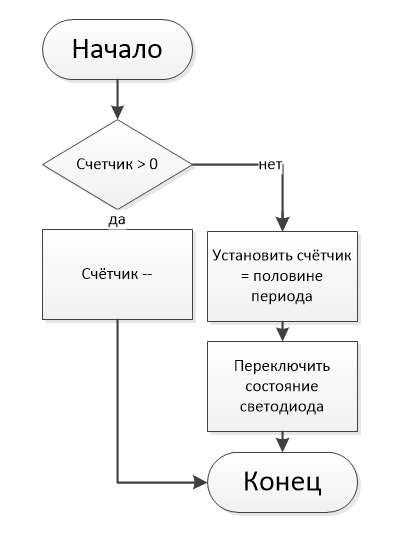 Начало
Счетчик > 0
нет
да
Счётчик --
Установить счётчик
= половине
периода
Переключить
состояние
светодиода
Конец